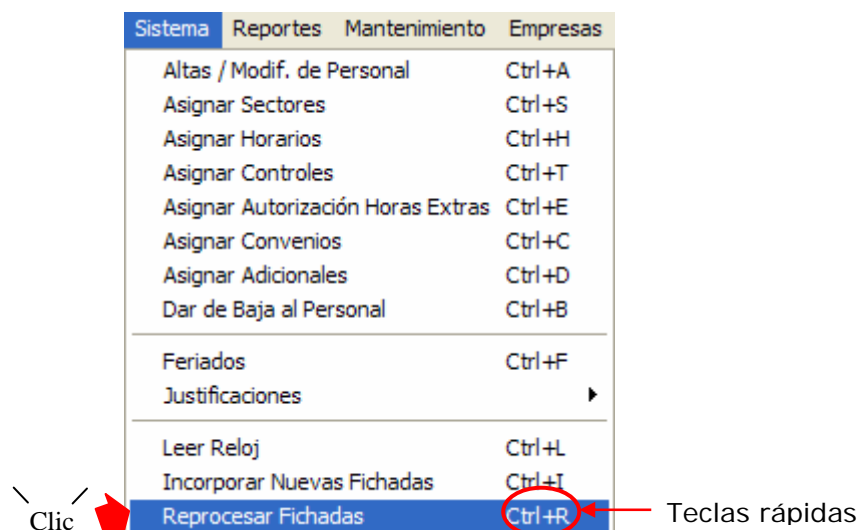 Sistema Reportes Mantenimiento Empresas
Altas / Modif. de Personal Ctrl+A
Asignar Sectores Ctrl+S
Asignar Horarios Ctrl+H
Asignar Controles Ctrl+T
Asignar Autorización Horas Extras Ctrl+E
Asignar Convenios Ctrl+C
Asignar Adicionales Ctrl+D
Dar de Baja al Personal Ctrl+B
Feriados Ctrl+F
Justificaciones
Leer Reloj Ctrl+L
Incorporar Nuevas Fichadas Ctrl+I
Clic Reprocesar Fichadas Ctrl+R Teclas rápidas